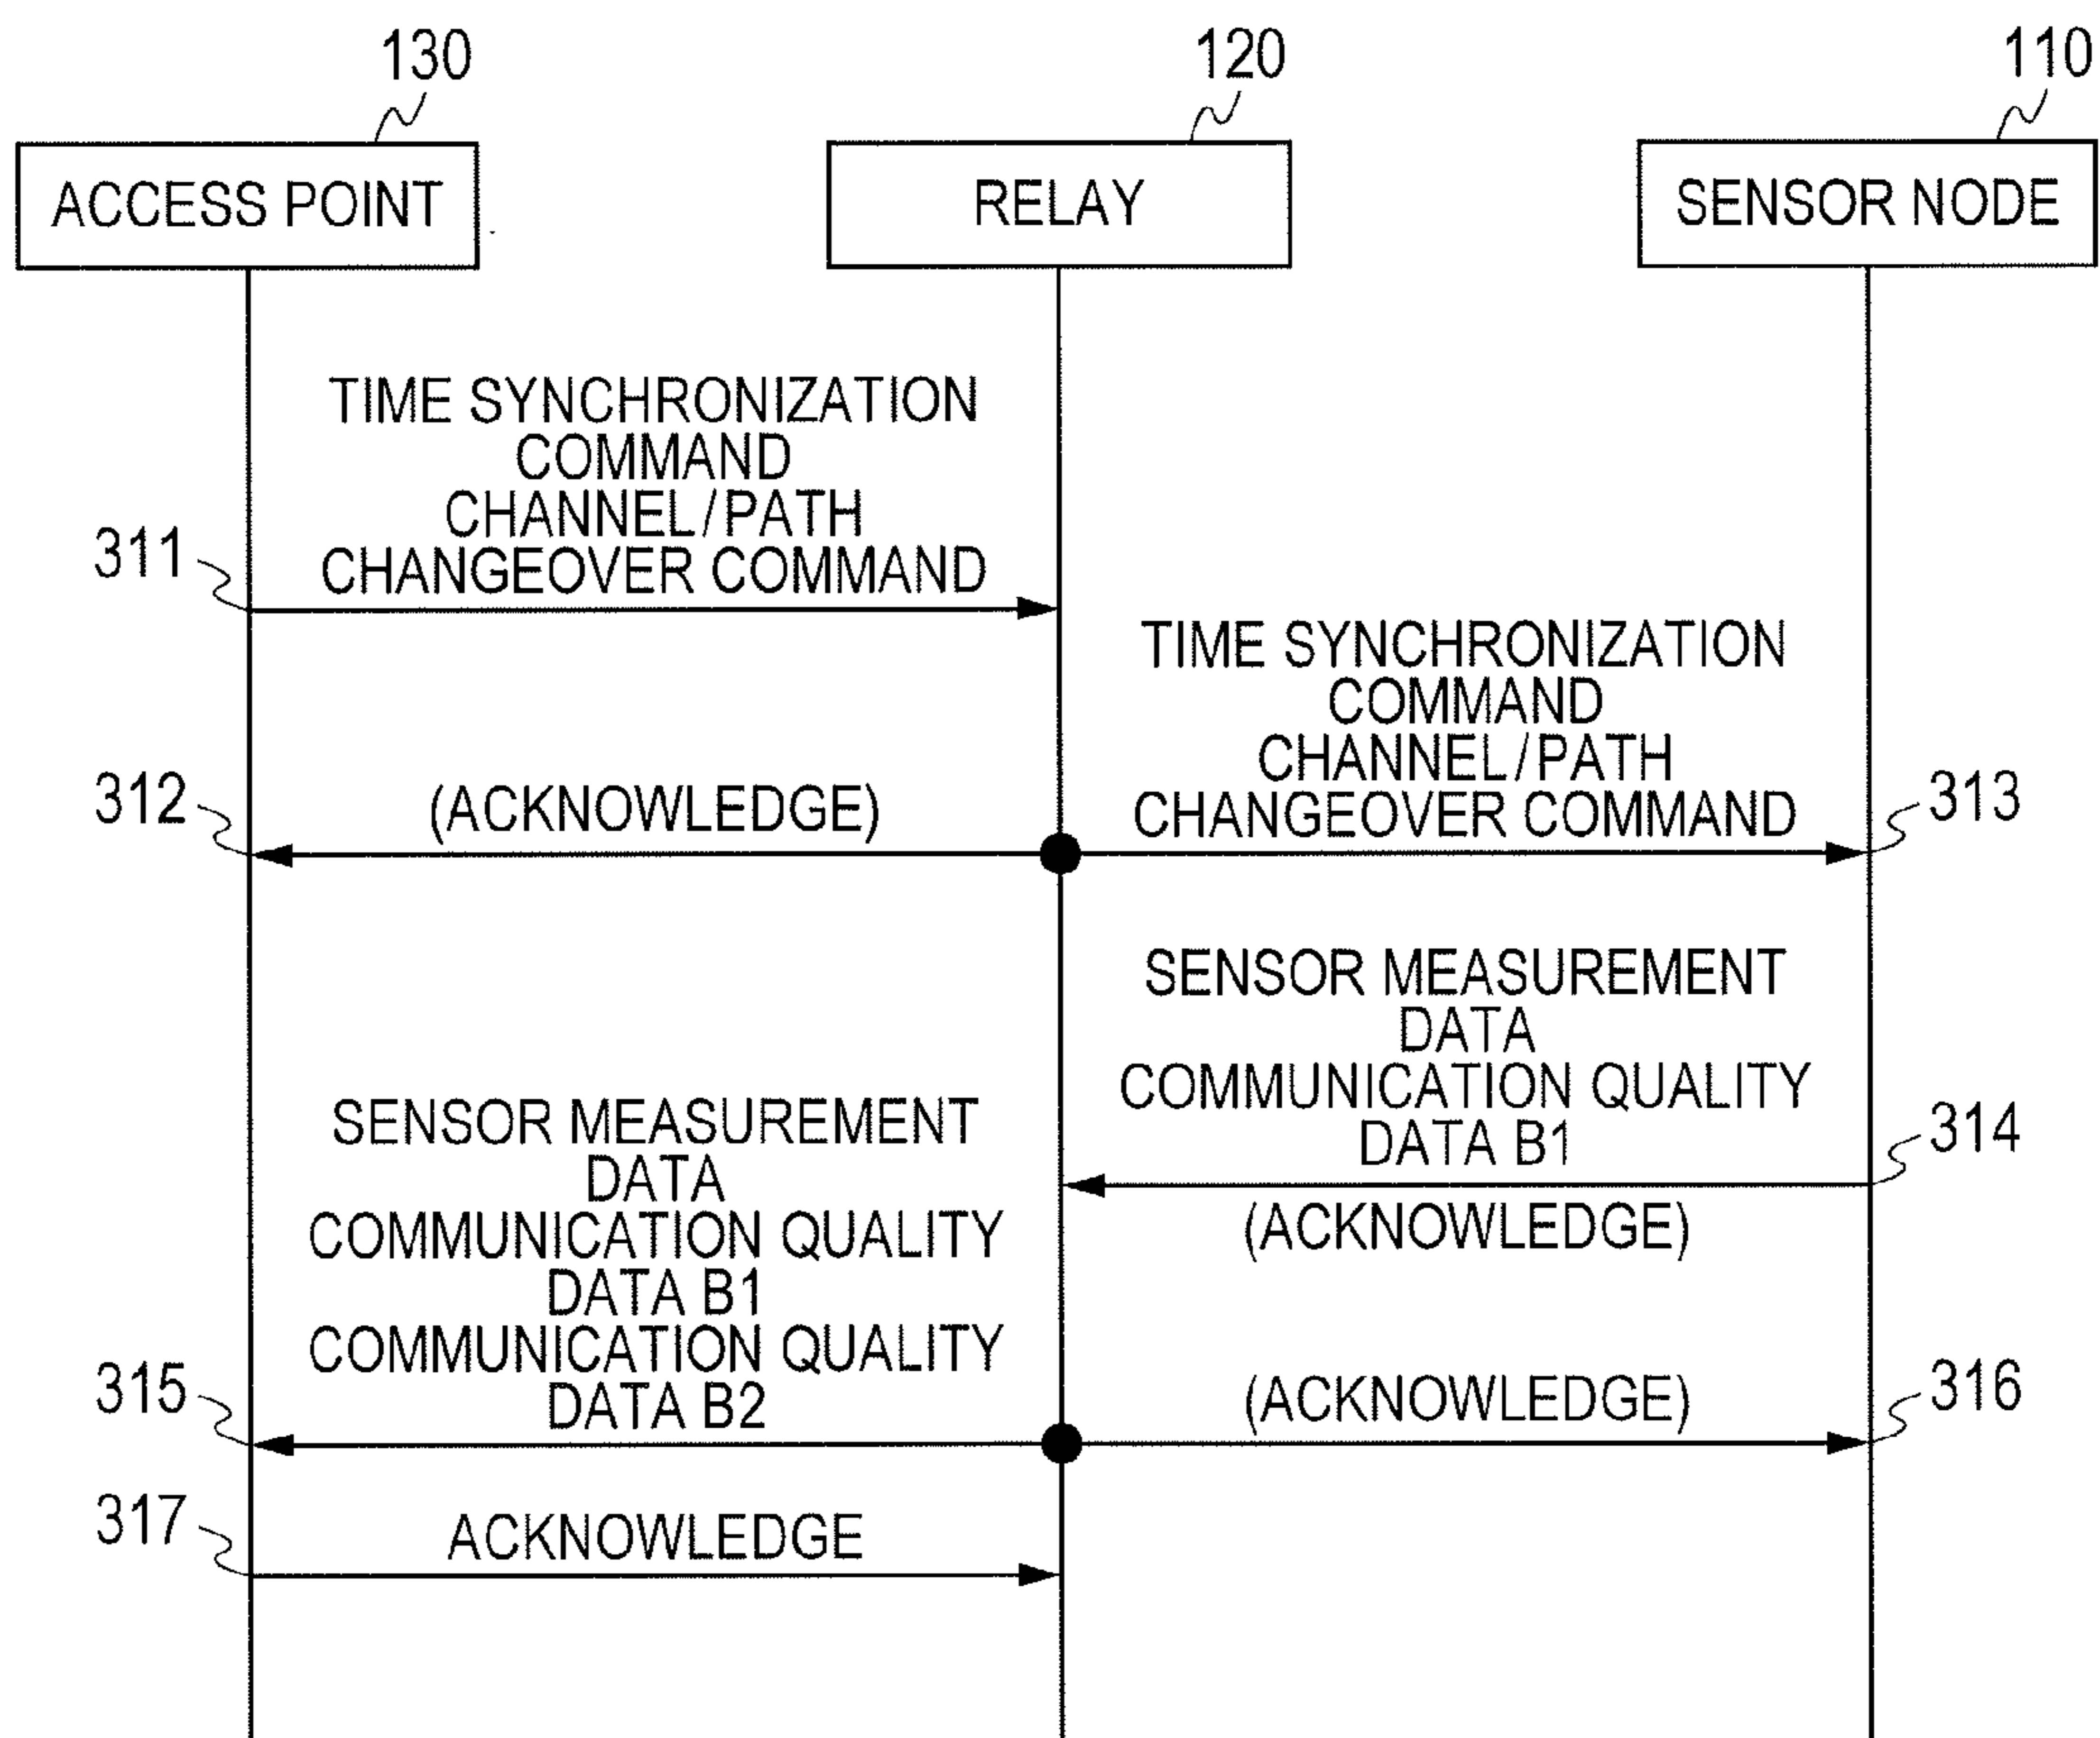 130
120
110
ACCESS POINT
RELAY
SENSOR NODE
TIME SYNCHRONIZATION
COMMAND
CHANNEL/PATH
CHANGEOVER COMMAND
311
TIME SYNCHRONIZATION
COMMAND
CHANNEL/PATH
CHANGEOVER COMMAND
312
(ACKNOWLEDGE)
313
SENSOR MEASUREMENT
DATA
COMMUNICATION QUALITY
DATA B1
314
(ACKNOWLEDGE)
SENSOR MEASUREMENT
DATA
COMMUNICATION QUALITY
DATA B1
COMMUNICATION QUALITY
DATA B2
315
(ACKNOWLEDGE)
316
317
ACKNOWLEDGE